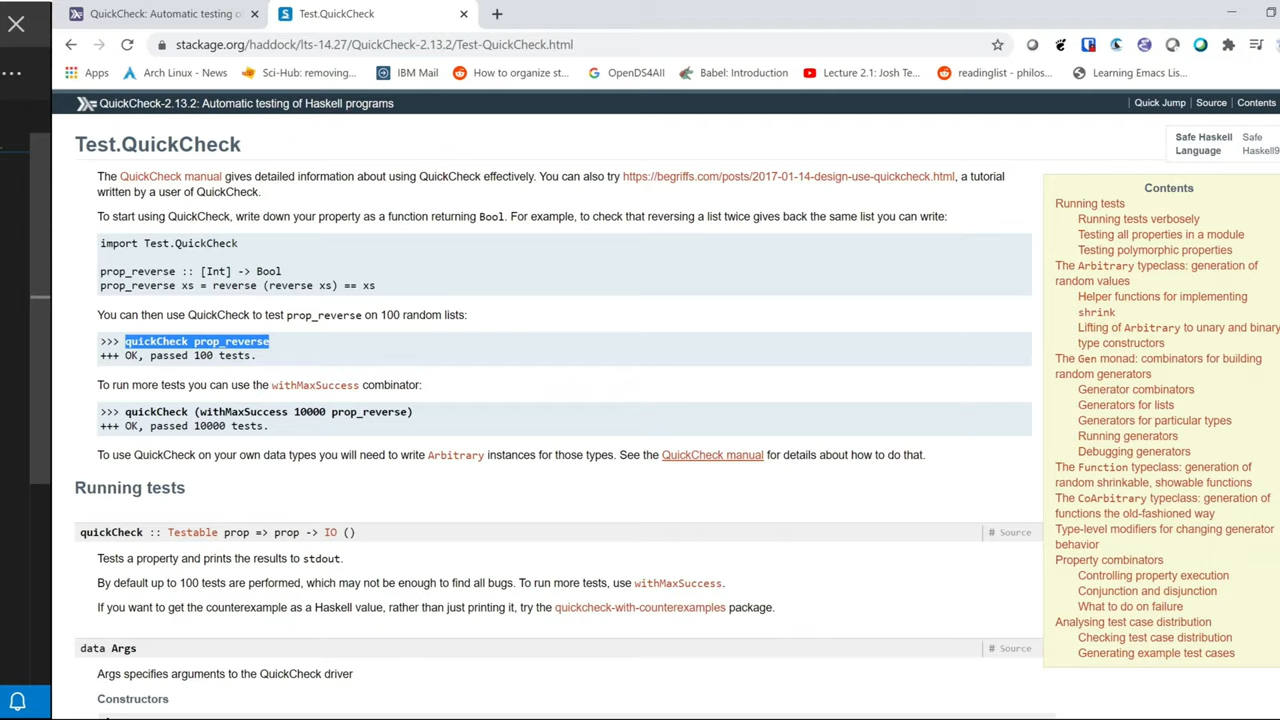 QuickCheck: Automatic testing of
Test.QuickCheck
stackage.org/haddock/lts-14.27/QuickCheck-2.13.2/Test-QuickCheck.html
Apps
Arch Linux - News
Sci-Hub: removing...
IBM Mail
How to organize st...
OpenDS4All
Babel: Introduction
Lecture 2.1: Josh Te...
readinglist - philos...
Learning Emacs Lis...
QuickCheck-2.13.2: Automatic testing of Haskell programs
Quick Jump
Source
Contents
Test.QuickCheck
Safe Haskell Safe
Language Haskell9
The QuickCheck manual gives detailed information about using QuickCheck effectively. You can also try https://begriffs.com/posts/2017-01-14-design-use-quickcheck.html, a tutorial
written by a user of QuickCheck.
To start using QuickCheck, write down your property as a function returning Bool. For example, to check that reversing a list twice gives back the same list you can write:
import Test.QuickCheck
prop_reverse :: [Int] -> Bool
prop_reverse xs = reverse (reverse xs) == xs
You can then use QuickCheck to test prop_reverse on 100 random lists:
>>> quickCheck prop_reverse
+++ OK, passed 100 tests.
To run more tests you can use the withMaxSuccess combinator:
>>> quickCheck (withMaxSuccess 10000 prop_reverse)
+++ OK, passed 10000 tests.
To use QuickCheck on your own data types you will need to write Arbitrary instances for those types. See the QuickCheck manual for details about how to do that.
Running tests
quickCheck :: Testable prop => prop -> IO ()
# Source
Tests a property and prints the results to stdout.
By default up to 100 tests are performed, which may not be enough to find all bugs. To run more tests, use withMaxSuccess.
If you want to get the counterexample as a Haskell value, rather than just printing it, try the quickcheck-with-counterexamples package.
data Args
# Source
Args specifies arguments to the QuickCheck driver
Constructors
Contents
Running tests
Running tests verbosely
Testing all properties in a module
Testing polymorphic properties
The Arbitrary typeclass: generation of
random values
Helper functions for implementing
shrink
Lifting of Arbitrary to unary and binary
type constructors
The Gen monad: combinators for building
random generators
Generator combinators
Generators for lists
Generators for particular types
Running generators
Debugging generators
The Function typeclass: generation of
random shrinkable, showable functions
The CoArbitrary typeclass: generation of
functions the old-fashioned way
Type-level modifiers for changing generator
behavior
Property combinators
Controlling property execution
Conjunction and disjunction
What to do on failure
Analysing test case distribution
Checking test case distribution
Generating example test cases